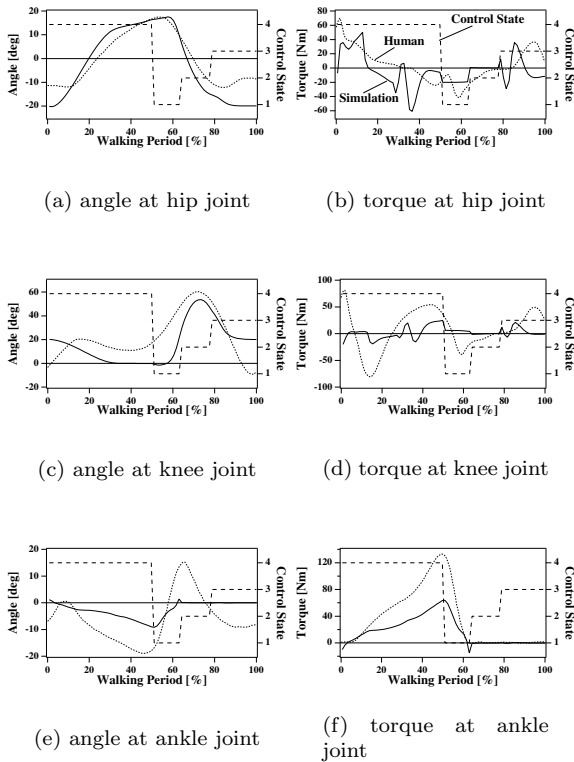 20
10
0
-10
-20
Angle [deg]
0 20 40 60 80 100
Walking Period [%]
4
3
2
1
Control State
80
60
40
20
0
-20
-40
-60
Torque [Nm]
Control State
Human
Simulation
0 20 40 60 80 100
Walking Period [%]
4
3
2
1
Control State
(a) angle at hip joint
(b) torque at hip joint
60
40
20
0
-20
Angle [deg]
0 20 40 60 80 100
Walking Period [%]
4
3
2
1
Control State
100
50
0
-50
-100
Torque [Nm]
0 20 40 60 80 100
Walking Period [%]
4
3
2
1
Control State
(c) angle at knee joint
(d) torque at knee joint
20
10
0
-10
-20
Angle [deg]
0 20 40 60 80 100
Walking Period [%]
4
3
2
1
Control State
120
80
40
0
Torque [Nm]
0 20 40 60 80 100
Walking Period [%]
4
3
2
1
Control State
(e) angle at ankle joint
(f) torque at ankle
joint